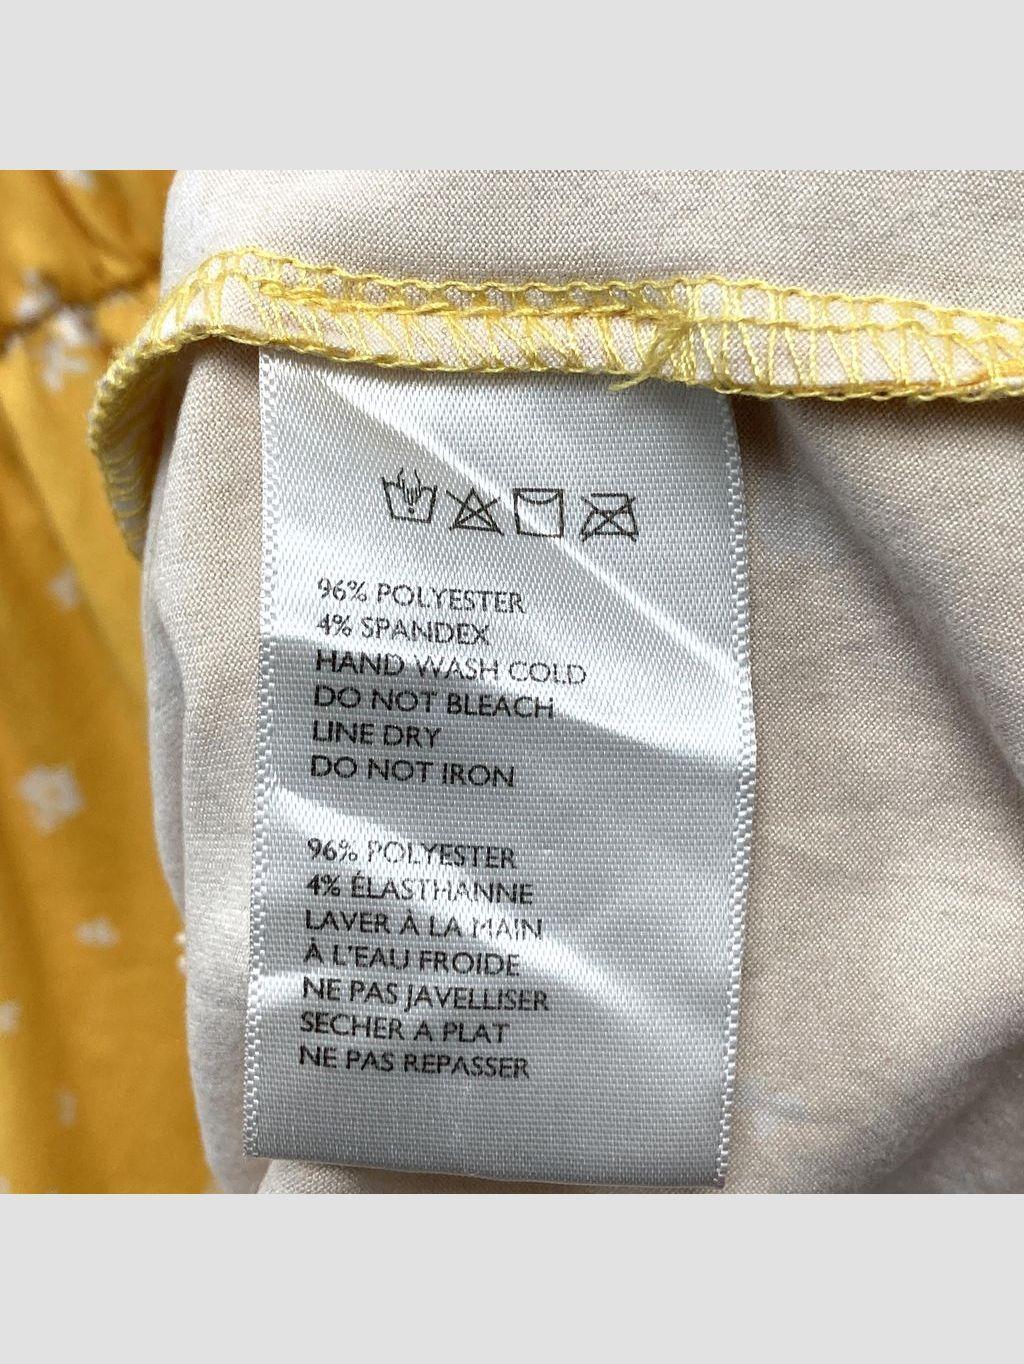 96% POLYESTER
4% SPANDEX
HAND WASH COLD
DO NOT BLEACH
LINE DRY
DO NOT IRON
96% POLYESTER
4% ÉLASTHANNE
LAVER À LA MAIN
À L'EAU FROIDE
NE PAS JAVELLISER
SECHER A PLAT
NE PAS REPASSER